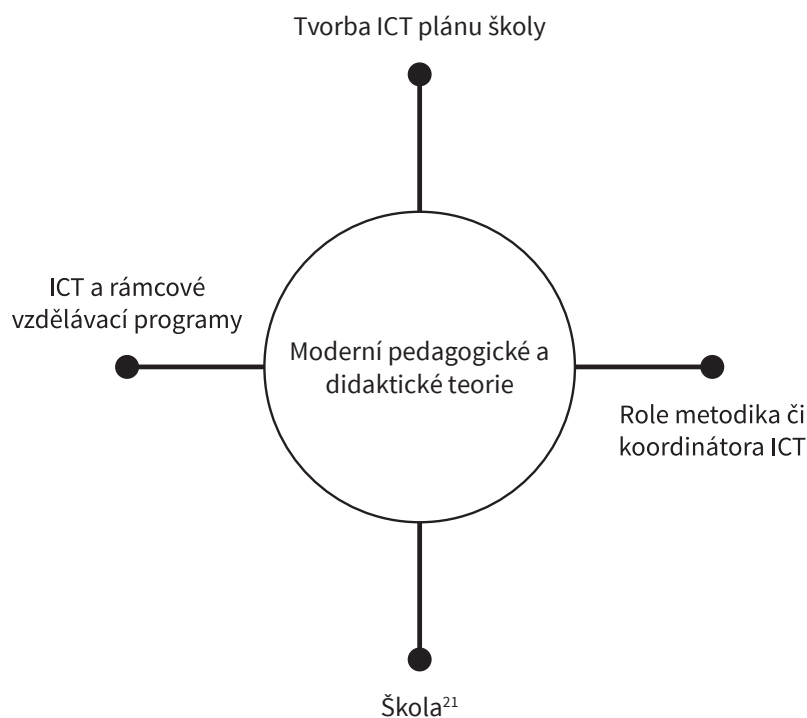 Tvorba ICT plánu školy
ICT a rámcové
vzdělávací programy
Moderní pedagogické a
didaktické teorie
Role metodika či
koordinátora ICT
Škola²¹